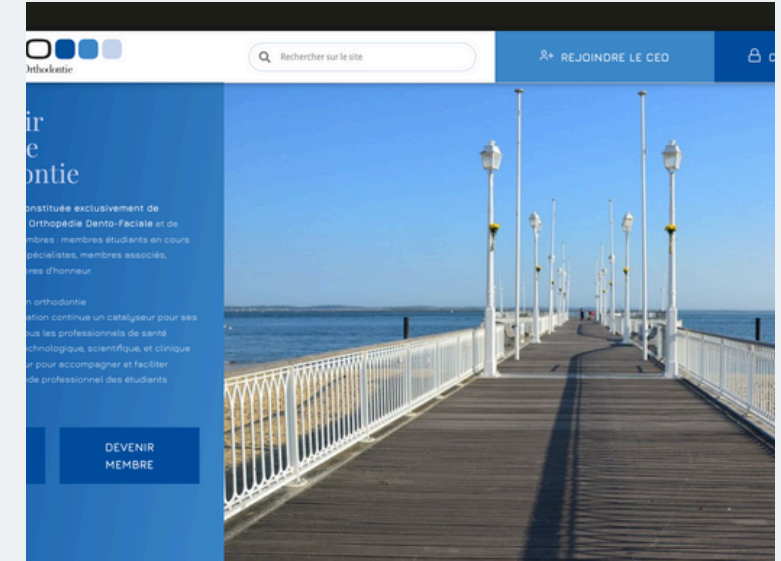 Orthodontie
Rechercher sur le site
REJOINDRE LE CEO
ir
e
ontie
onstituée exclusivement de
Orthopédie Dento-Faciale et de
mbres : membres étudiants en cours
pécialistes, membres associés,
res d'honneur.
n orthodontie
ation continue un catalyseur pour ses
ous les professionnels de santé
chnologique, scientifique, et clinique
ur pour accompagner et faciliter
de professionnel des étudiants
DEVENIR
MEMBRE